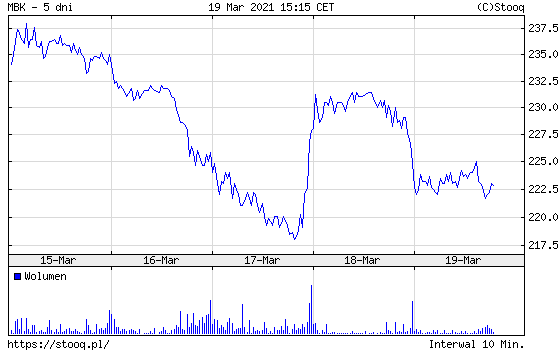 MBK - 5 dni
19 Mar 2021 15:15 CET
(C)Stooq
237.5
235.0
232.5
230.0
227.5
225.0
222.5
220.0
217.5
15-Mar
16-Mar
17-Mar
18-Mar
19-Mar
Wolumen
https://stooq.pl/
Interwal 10 Min.